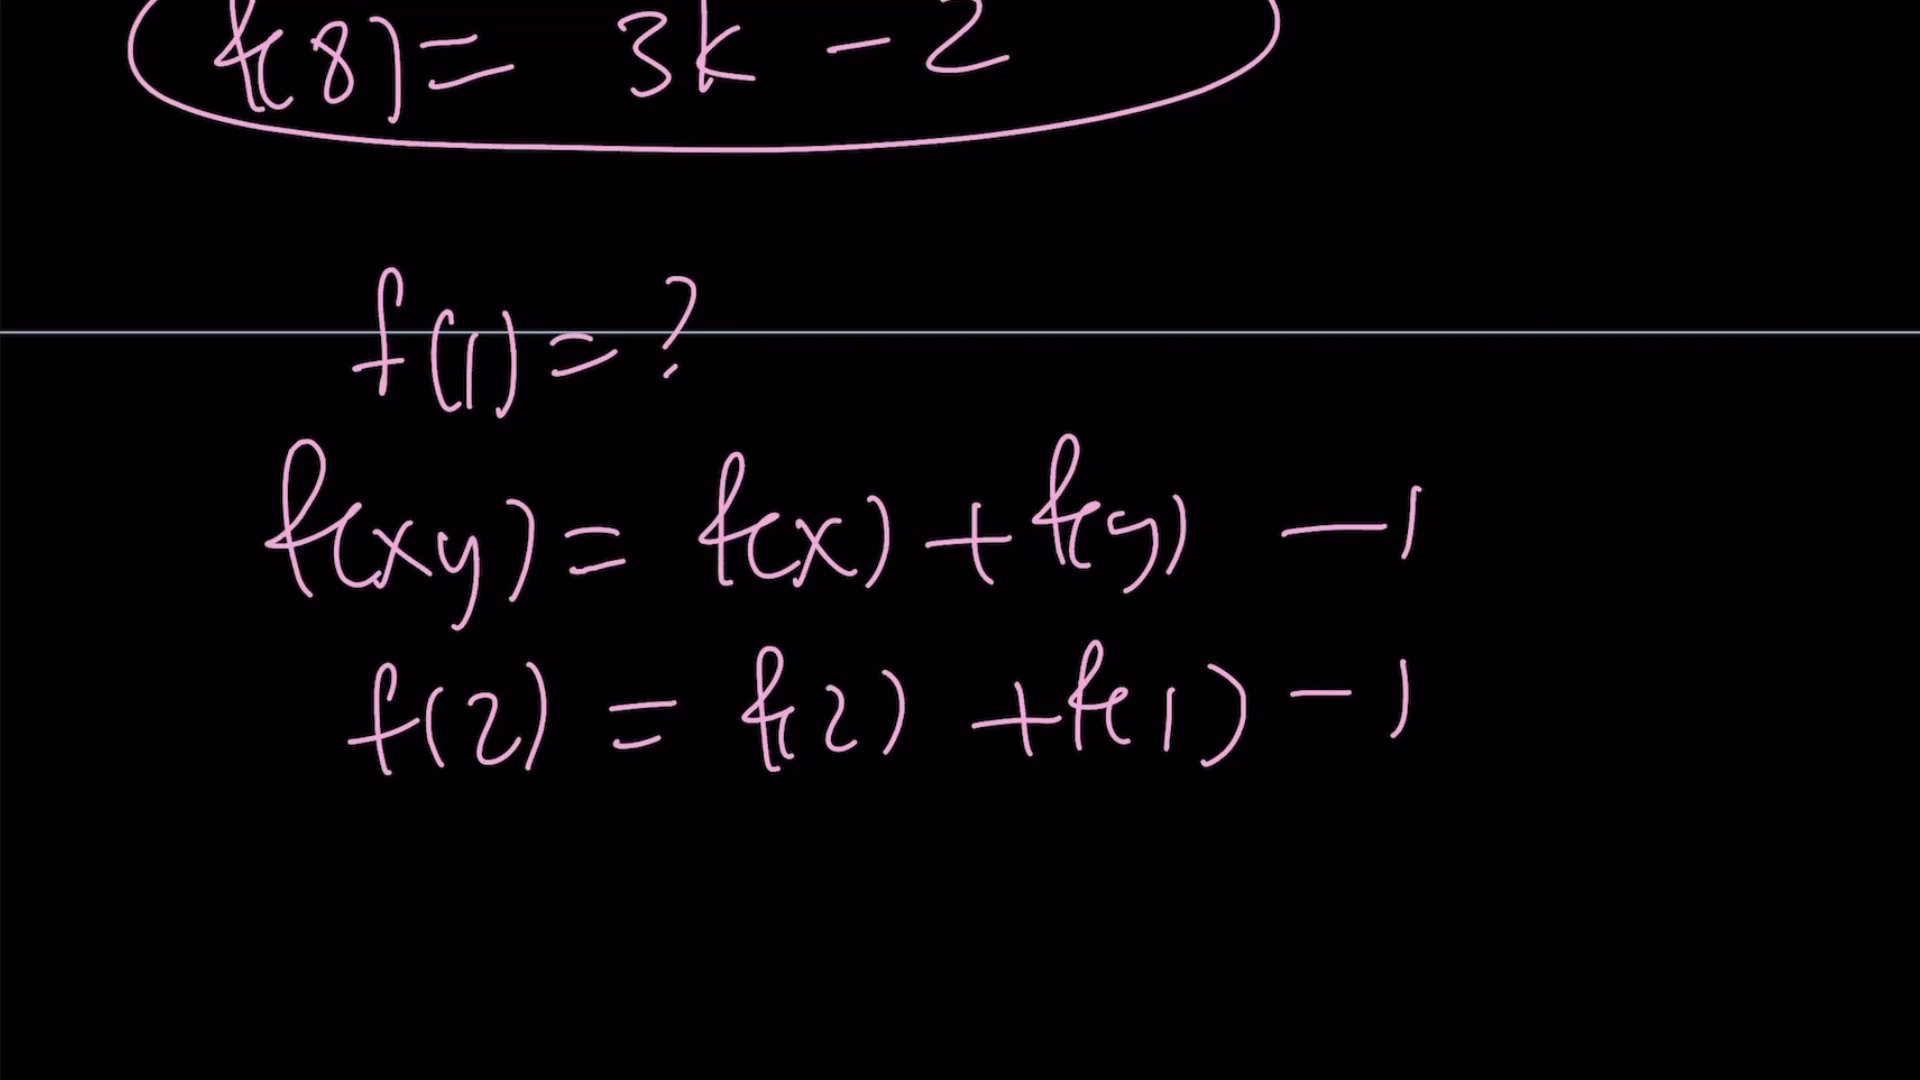 f(8) = 3k - 2
f(1) = ?
f(xy) = f(x) + f(y) - 1
f(2) = f(2) + f(1) - 1